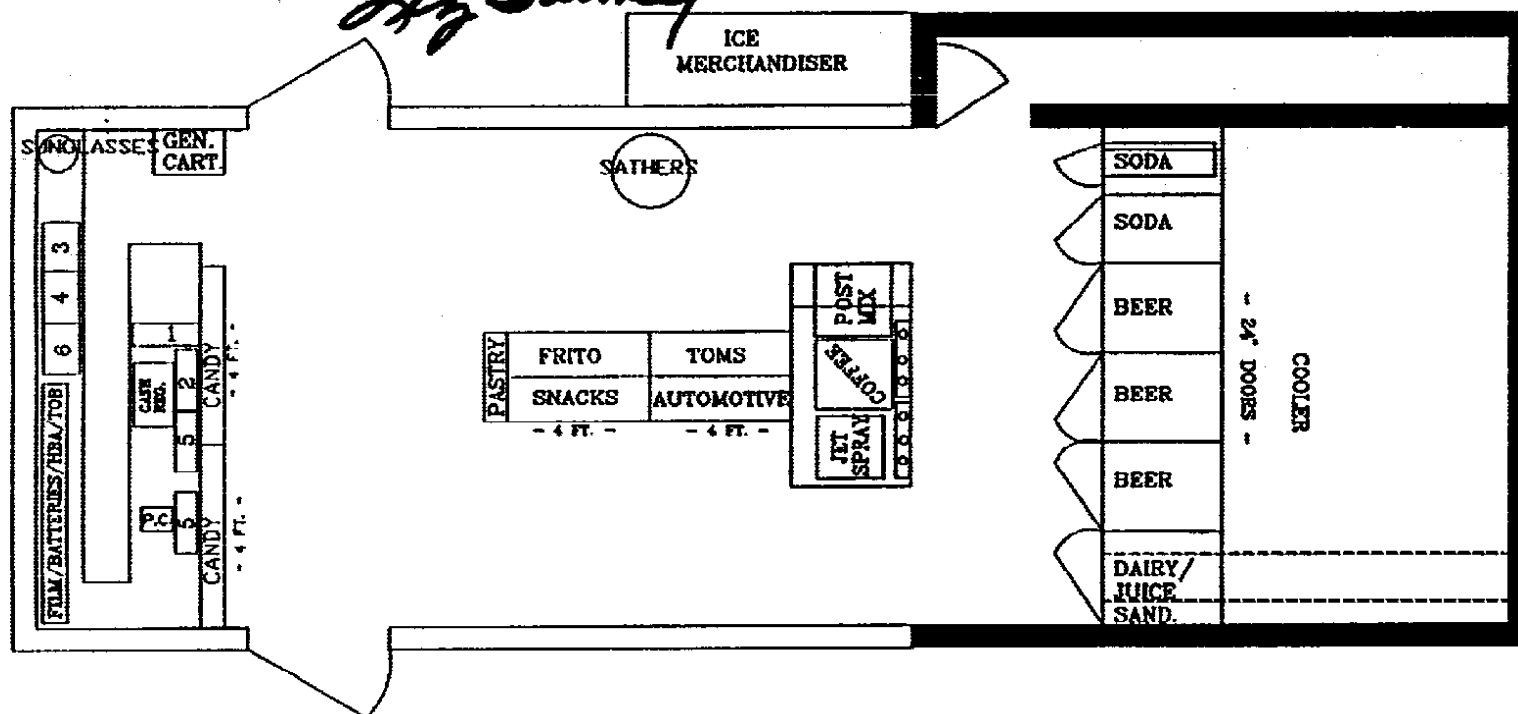 ICE
MERCHANDISER
SUNGLASSES
GEN.
CART.
SATHERS
3
4
6
FILM/BATTERIES/HBA/TOB
1
CASH
REG.
2
5
P.C.
5
CANDY
- 4 FT. -
CANDY
- 4 FT. -
PASTRY
FRITO
TOMS
SNACKS
AUTOMOTIVE
- 4 FT. -
- 4 FT. -
POST
MIX
COFFEE
JET
SPRAY
SODA
SODA
BEER
BEER
BEER
DAIRY/
JUICE
SAND.
COOLER
- 24" DOORS -